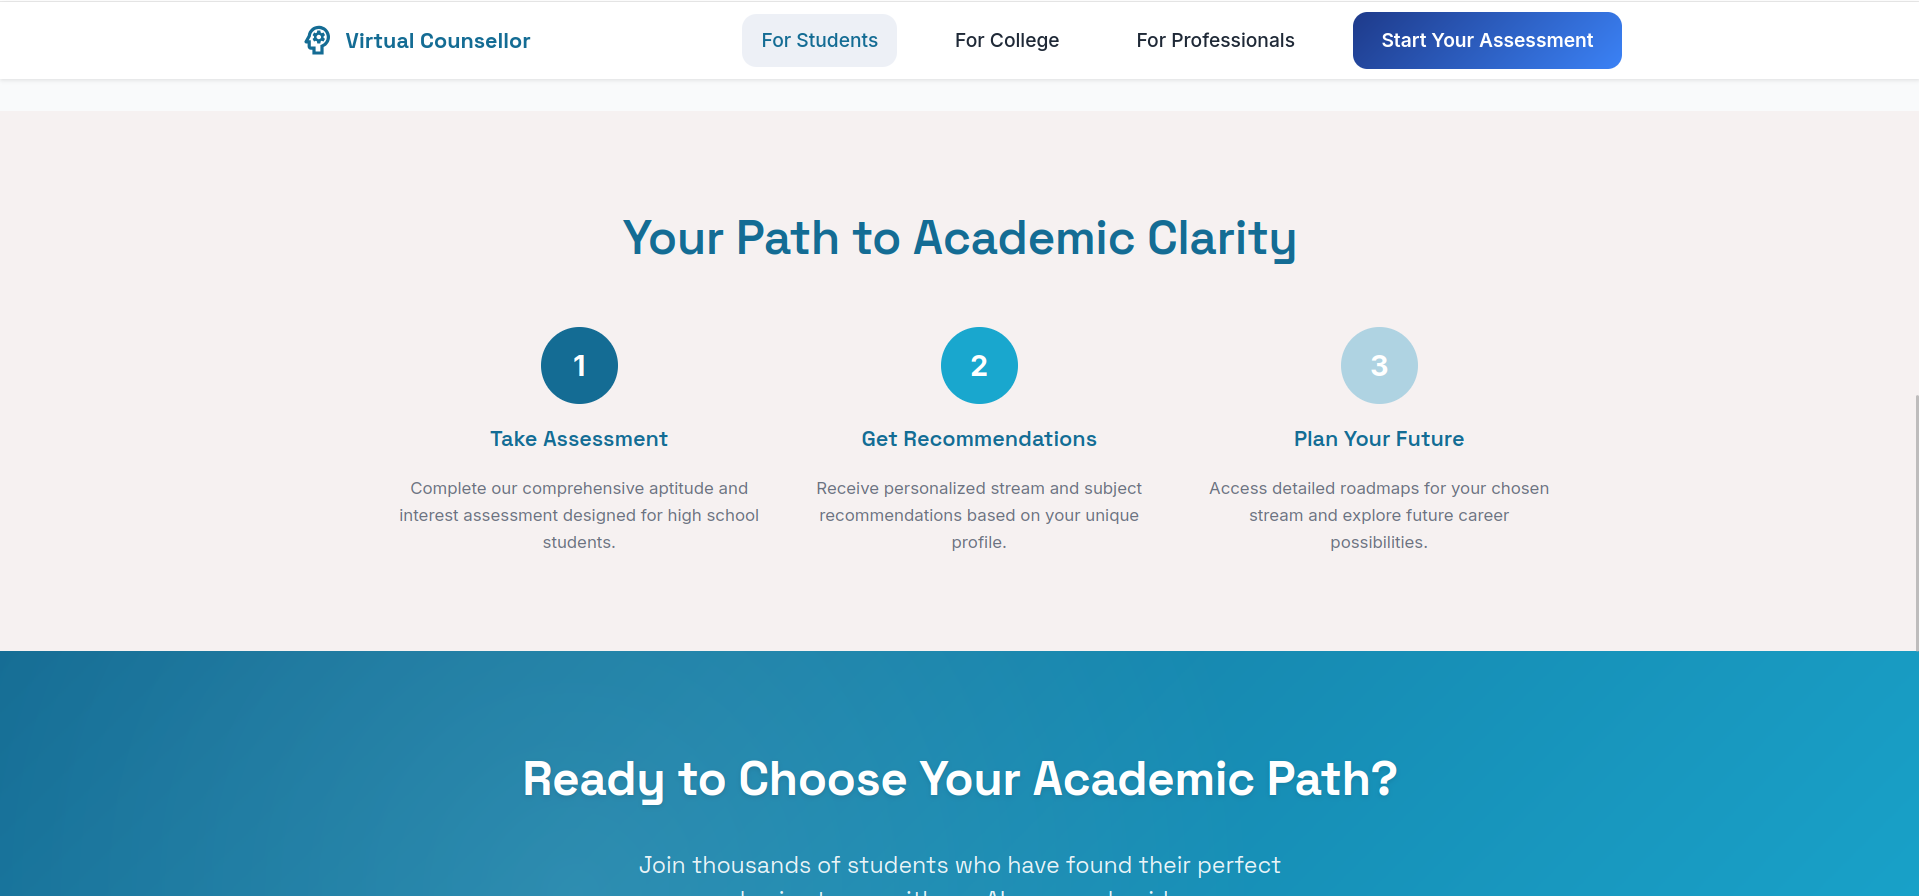 Virtual Counsellor
For Students
For College
For Professionals
Start Your Assessment
Your Path to Academic Clarity
1
2
3
Take Assessment
Get Recommendations
Plan Your Future
Complete our comprehensive aptitude and
interest assessment designed for high school
students.
Receive personalized stream and subject
recommendations based on your unique
profile.
Access detailed roadmaps for your chosen
stream and explore future career
possibilities.
Ready to Choose Your Academic Path?
Join thousands of students who have found their perfect